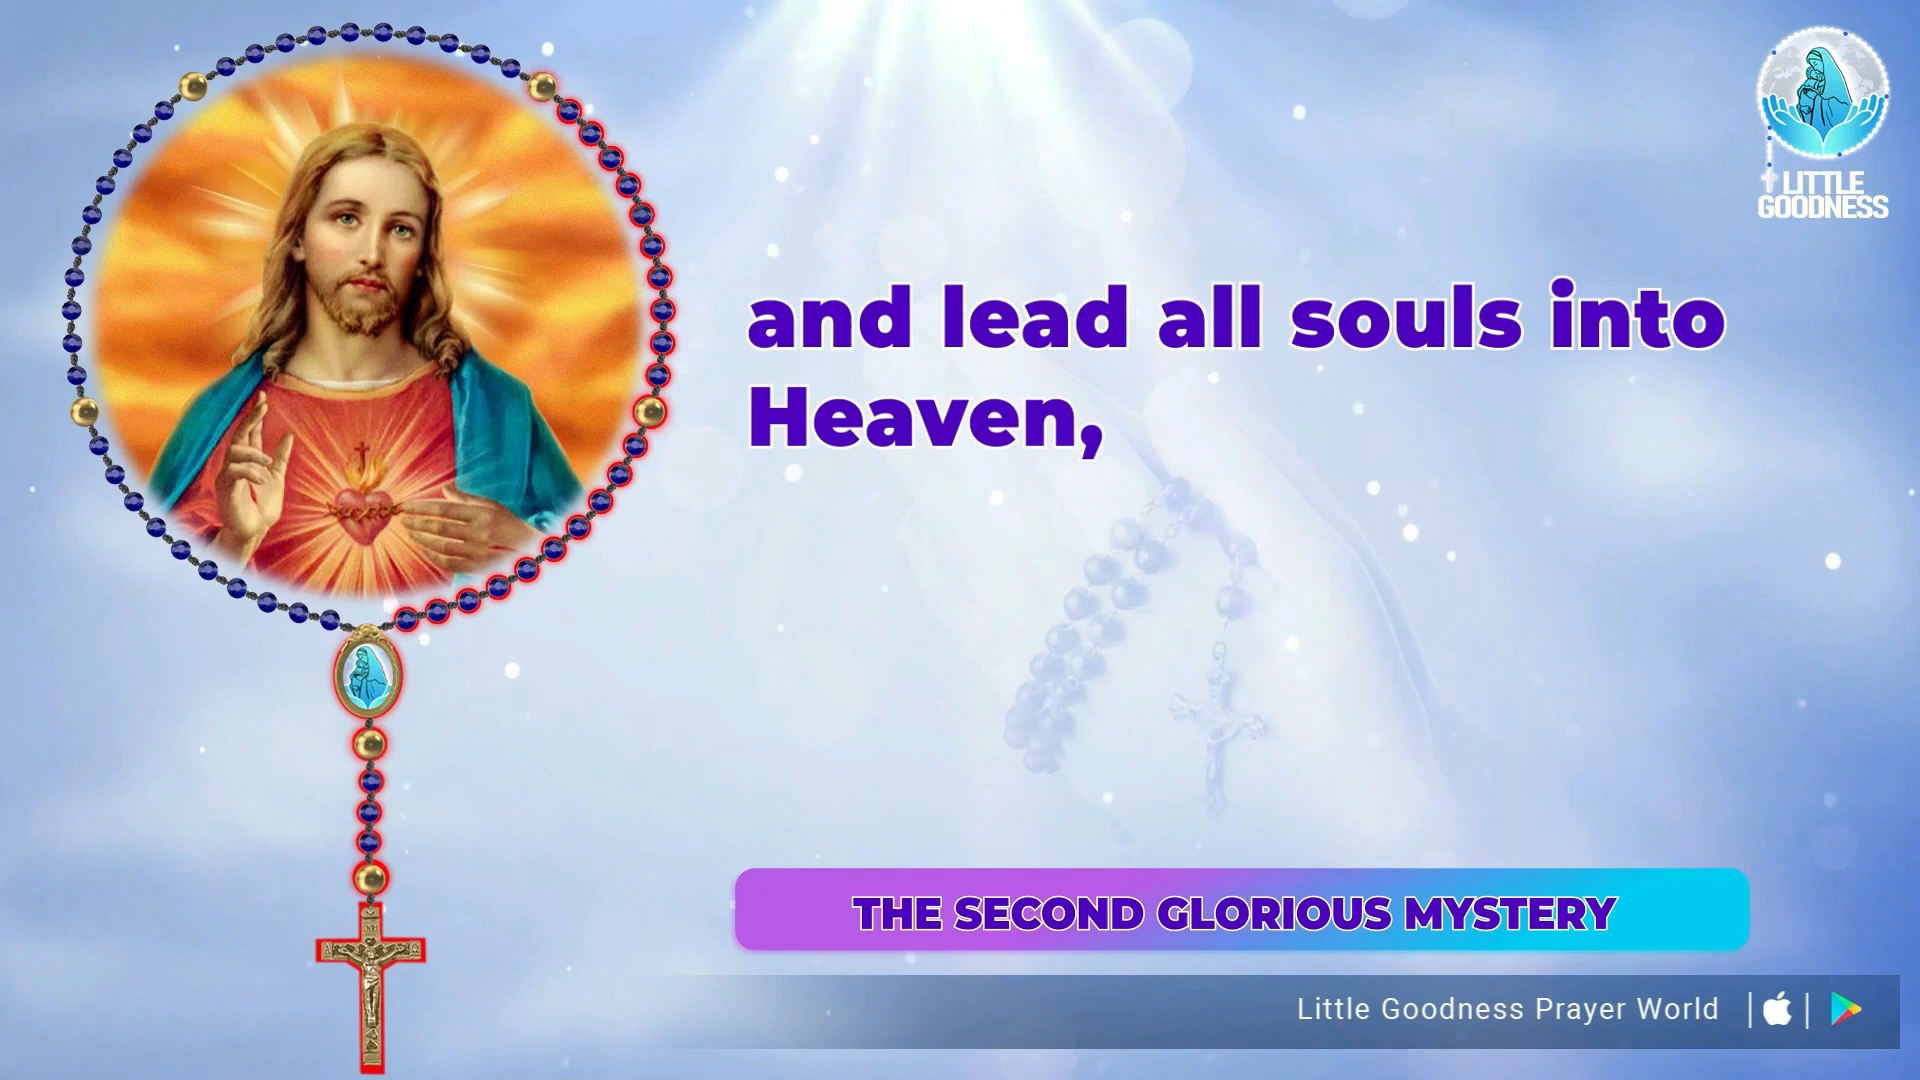 LITTLE
GOODNESS
and lead all souls into
Heaven,
THE SECOND GLORIOUS MYSTERY
Little Goodness Prayer World